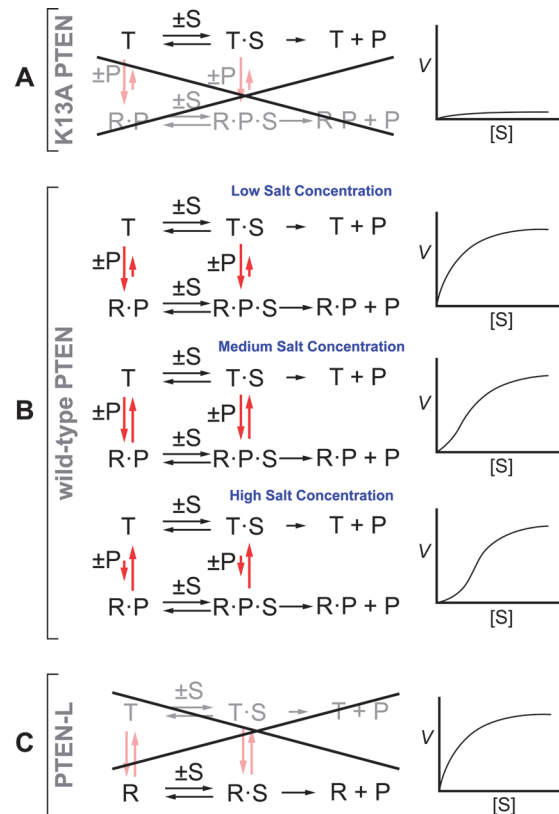 A
K13A PTEN
±S
T T·S T + P
±P ±P
±S
R·P R·P·S R·P + P
V
[S]
B
wild-type PTEN
Low Salt Concentration
±S
T T·S T + P
±P ±P
±S
R·P R·P·S R·P + P
V
[S]
Medium Salt Concentration
±S
T T·S T + P
±P ±P
±S
R·P R·P·S R·P + P
V
[S]
High Salt Concentration
±S
T T·S T + P
±P ±P
±S
R·P R·P·S R·P + P
V
[S]
C
PTEN-L
±S
T T·S T + P
±S
R R·S R + P
V
[S]